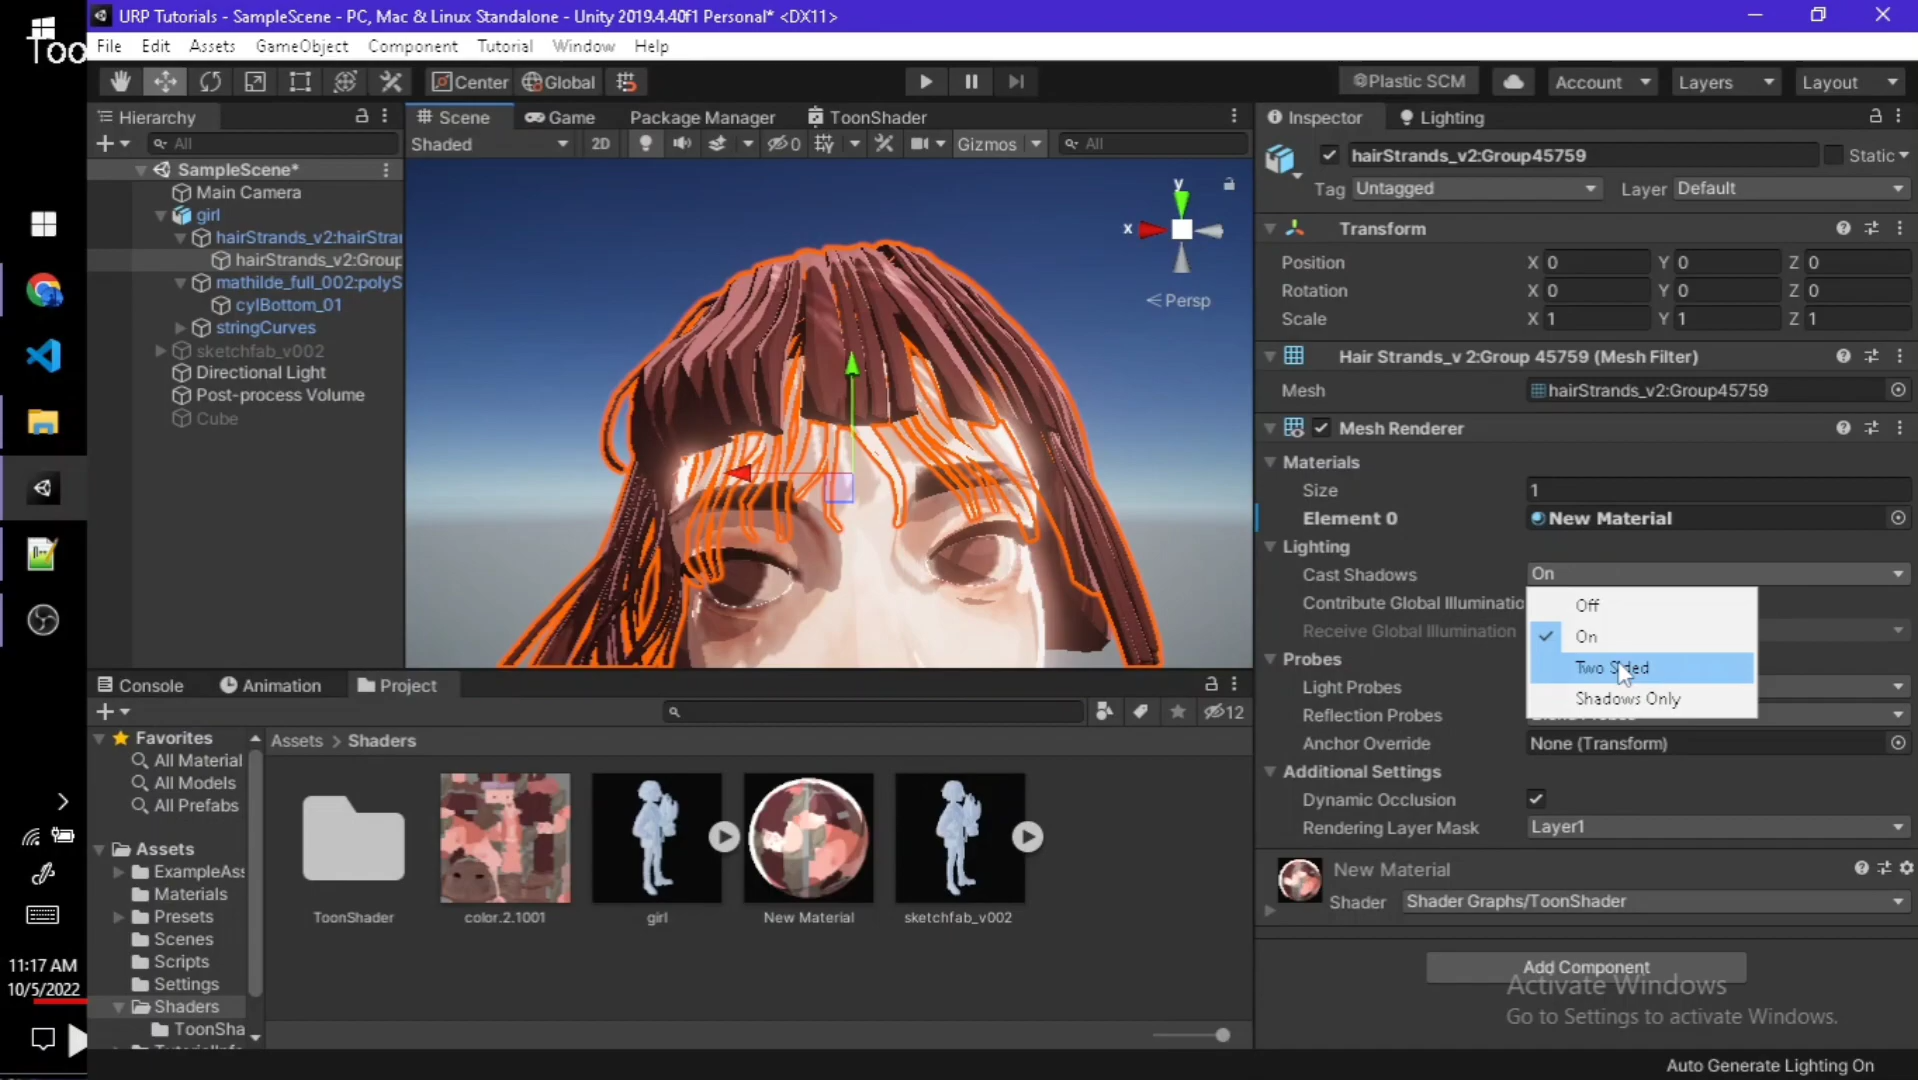 Too
URP Tutorials - SampleScene - PC, Mac & Linux Standalone - Unity 2019.4.40f1 Personal* <DX11>
File Edit Assets GameObject Component Tutorial Window Help
Center Global Plastic SCM Account Layers Layout
Hierarchy
All
SampleScene*
Main Camera
girl
hairStrands_v2:hairStrar
hairStrands_v2:Group
mathilde_full_002:polyS
cylBottom_01
stringCurves
sketchfab_v002
Directional Light
Post-process Volume
Cube
Scene Game Package Manager ToonShader
Shaded 2D 0 Gizmos All
y
x
Persp
Inspector Lighting
hairStrands_v2:Group45759 Static
Tag Untagged Layer Default
Transform
Position X 0 Y 0 Z 0
Rotation X 0 Y 0 Z 0
Scale X 1 Y 1 Z 1
Hair Strands_v 2:Group 45759 (Mesh Filter)
Mesh hairStrands_v2:Group45759
Mesh Renderer
Materials
Size 1
Element 0 New Material
Lighting
Cast Shadows On
Contribute Global Illuminatio
Receive Global Illumination
Off
On
Two Sided
Shadows Only
Probes
Light Probes
Reflection Probes
Anchor Override None (Transform)
Additional Settings
Dynamic Occlusion
Rendering Layer Mask Layer1
New Material
Shader Shader Graphs/ToonShader
Add Component
Activate Windows
Go to Settings to activate Windows.
Auto Generate Lighting On
Console Animation Project
12
Favorites
All Material
All Models
All Prefabs
Assets
ExampleAss
Materials
Presets
Scenes
Scripts
Settings
Shaders
ToonSha
Assets > Shaders
ToonShader color.2.1001 girl New Material sketchfab_v002
11:17 AM
10/5/2022